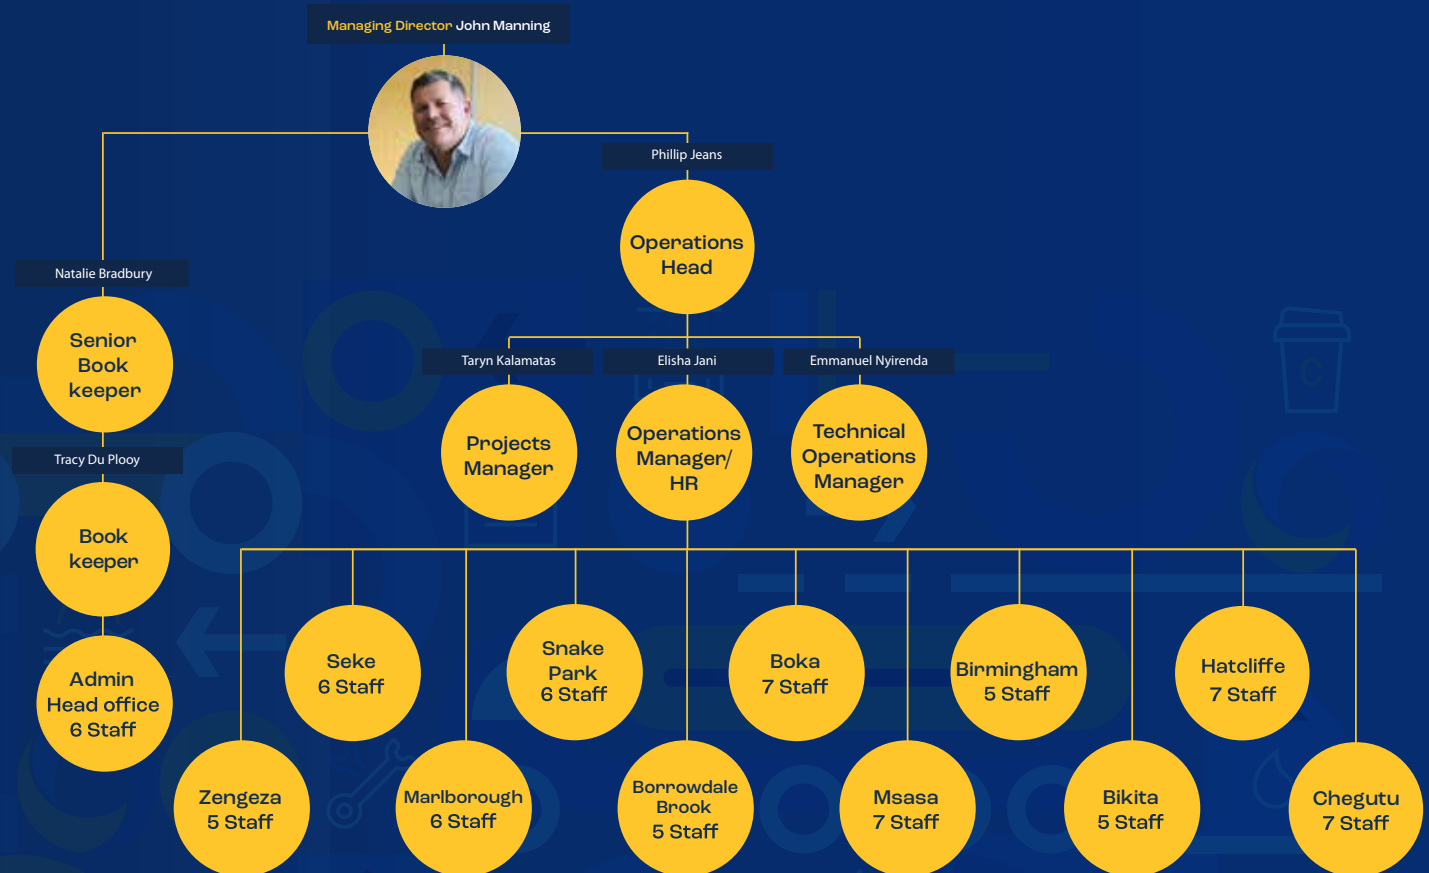 Managing Director John Manning
Phillip Jeans
Operations
Head
Natalie Bradbury
Senior
Book
keeper
Taryn Kalamatas
Elisha Jani
Emmanuel Nyirenda
Projects
Manager
Operations
Manager/
HR
Technical
Operations
Manager
Tracy Du Plooy
Book
keeper
Admin
Head office
6 Staff
Seke
6 Staff
Snake
Park
6 Staff
Boka
7 Staff
Birmingham
5 Staff
Hatcliffe
7 Staff
Zengeza
5 Staff
Marlborough
6 Staff
Borrowdale
Brook
5 Staff
Msasa
7 Staff
Bikita
5 Staff
Chegutu
7 Staff
C